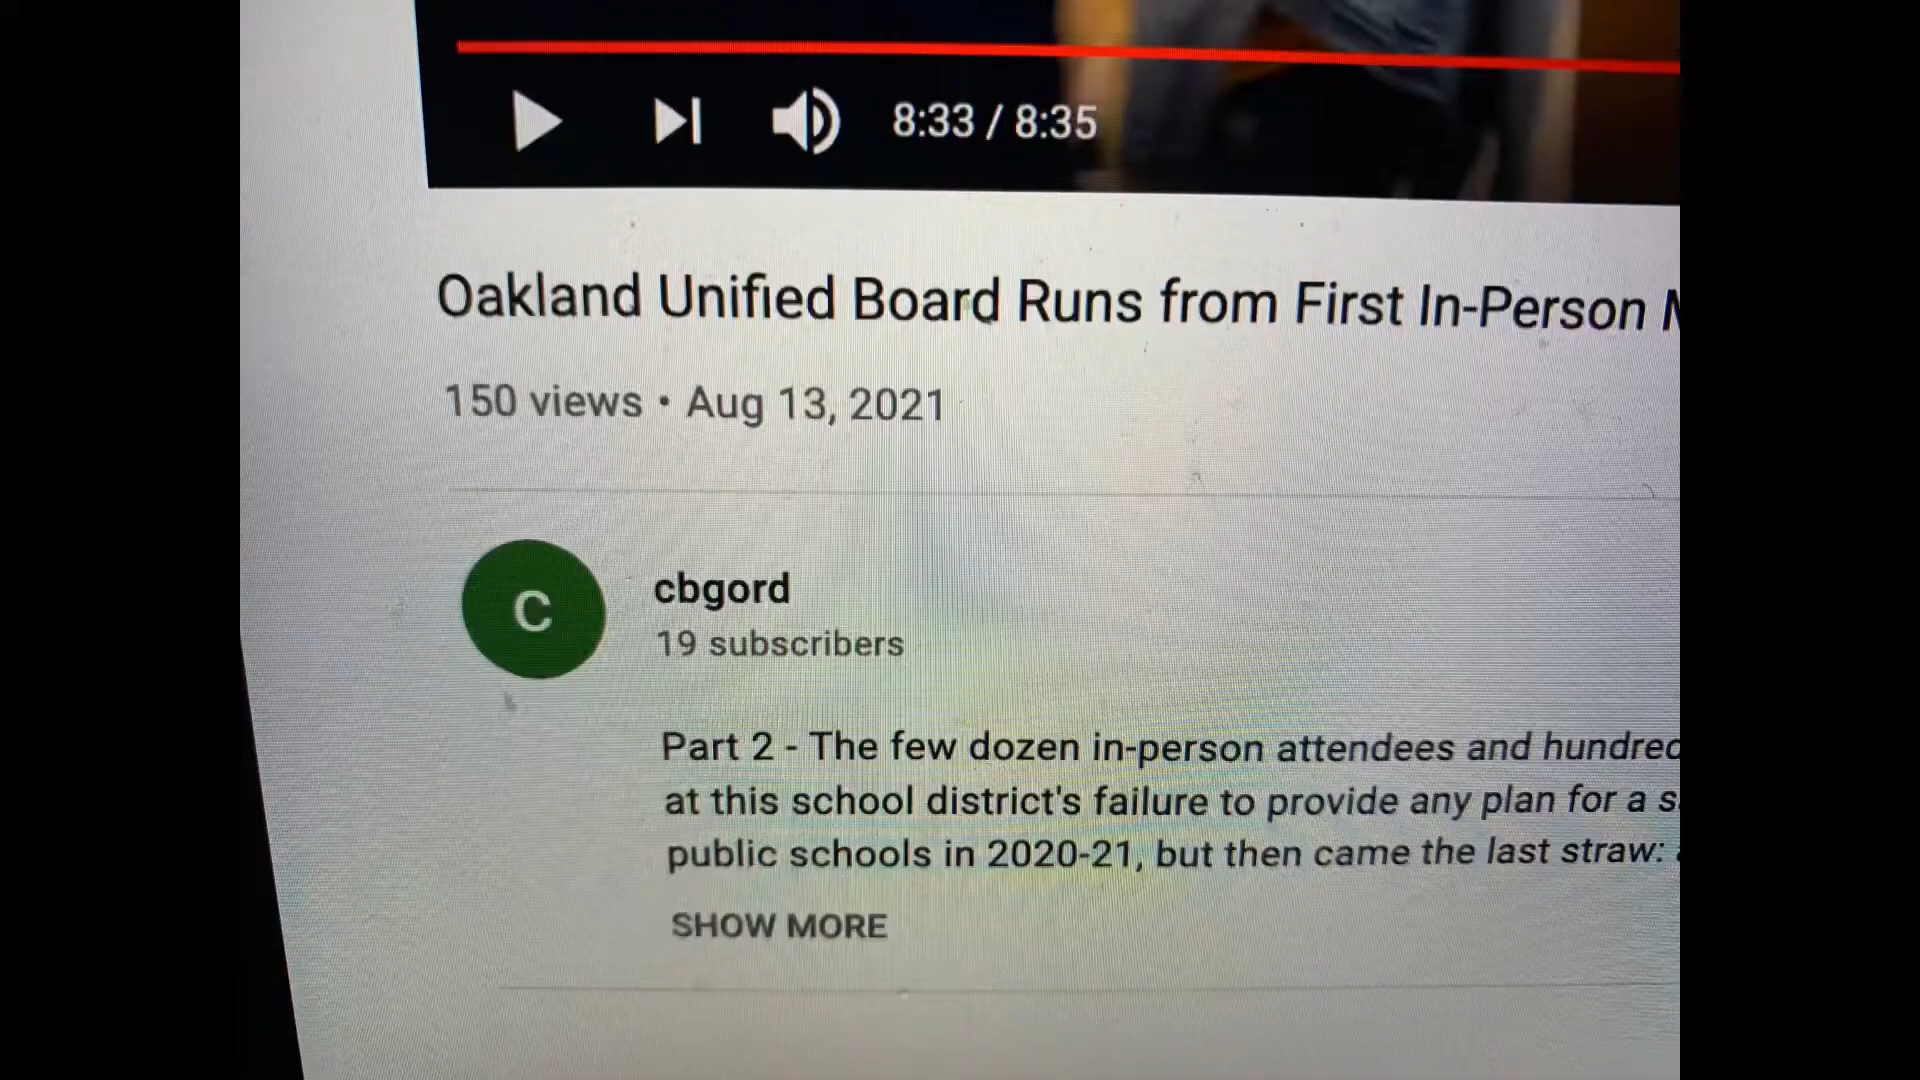 8:33 / 8:35
Oakland Unified Board Runs from First In-Person
150 views • Aug 13, 2021
C
cbgord
19 subscribers
Part 2 - The few dozen in-person attendees and
at this school district's failure to provide any plan for a
public schools in 2020-21, but then came the last straw:
SHOW MORE